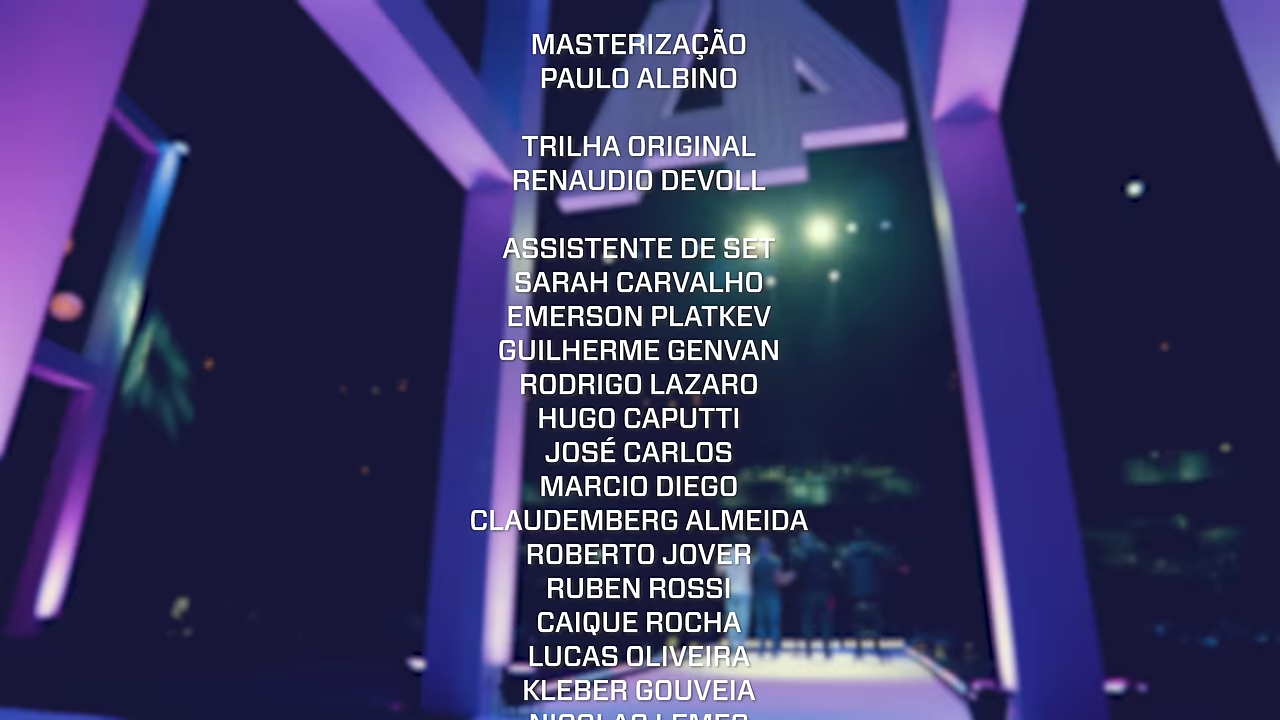 MASTERIZAÇÃO
PAULO ALBINO
TRILHA ORIGINAL
RENAUDIO DEVOLL
ASSISTENTE DE SET
SARAH CARVALHO
EMERSON PLATKEV
GUILHERME GENVAN
RODRIGO LAZARO
HUGO CAPUTTI
JOSÉ CARLOS
MARCIO DIEGO
CLAUDEMBERG ALMEIDA
ROBERTO JOVER
RUBEN ROSSI
CAIQUE ROCHA
LUCAS OLIVEIRA
KLEBER GOUVEIA